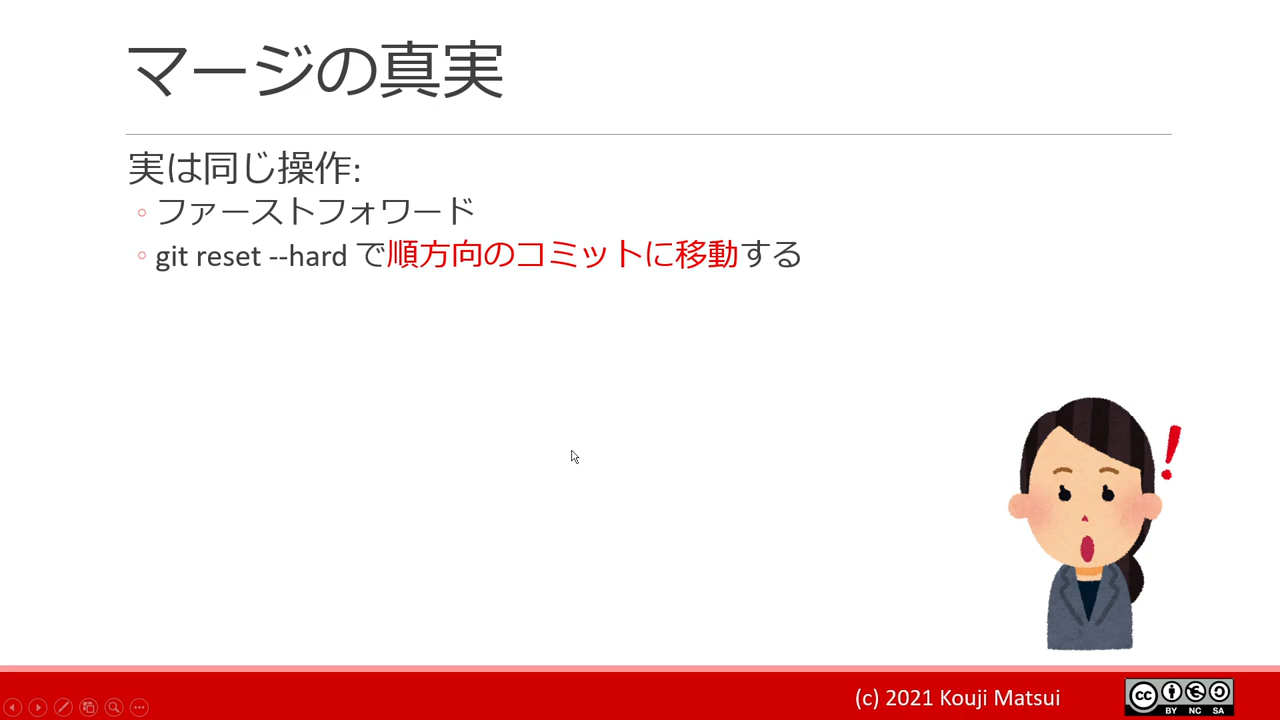 マージの真実
実は同じ操作:
◦ ファーストフォワード
◦ git reset --hard で順方向のコミットに移動する
!
(c) 2021 Kouji Matsui
cc
BY NC SA